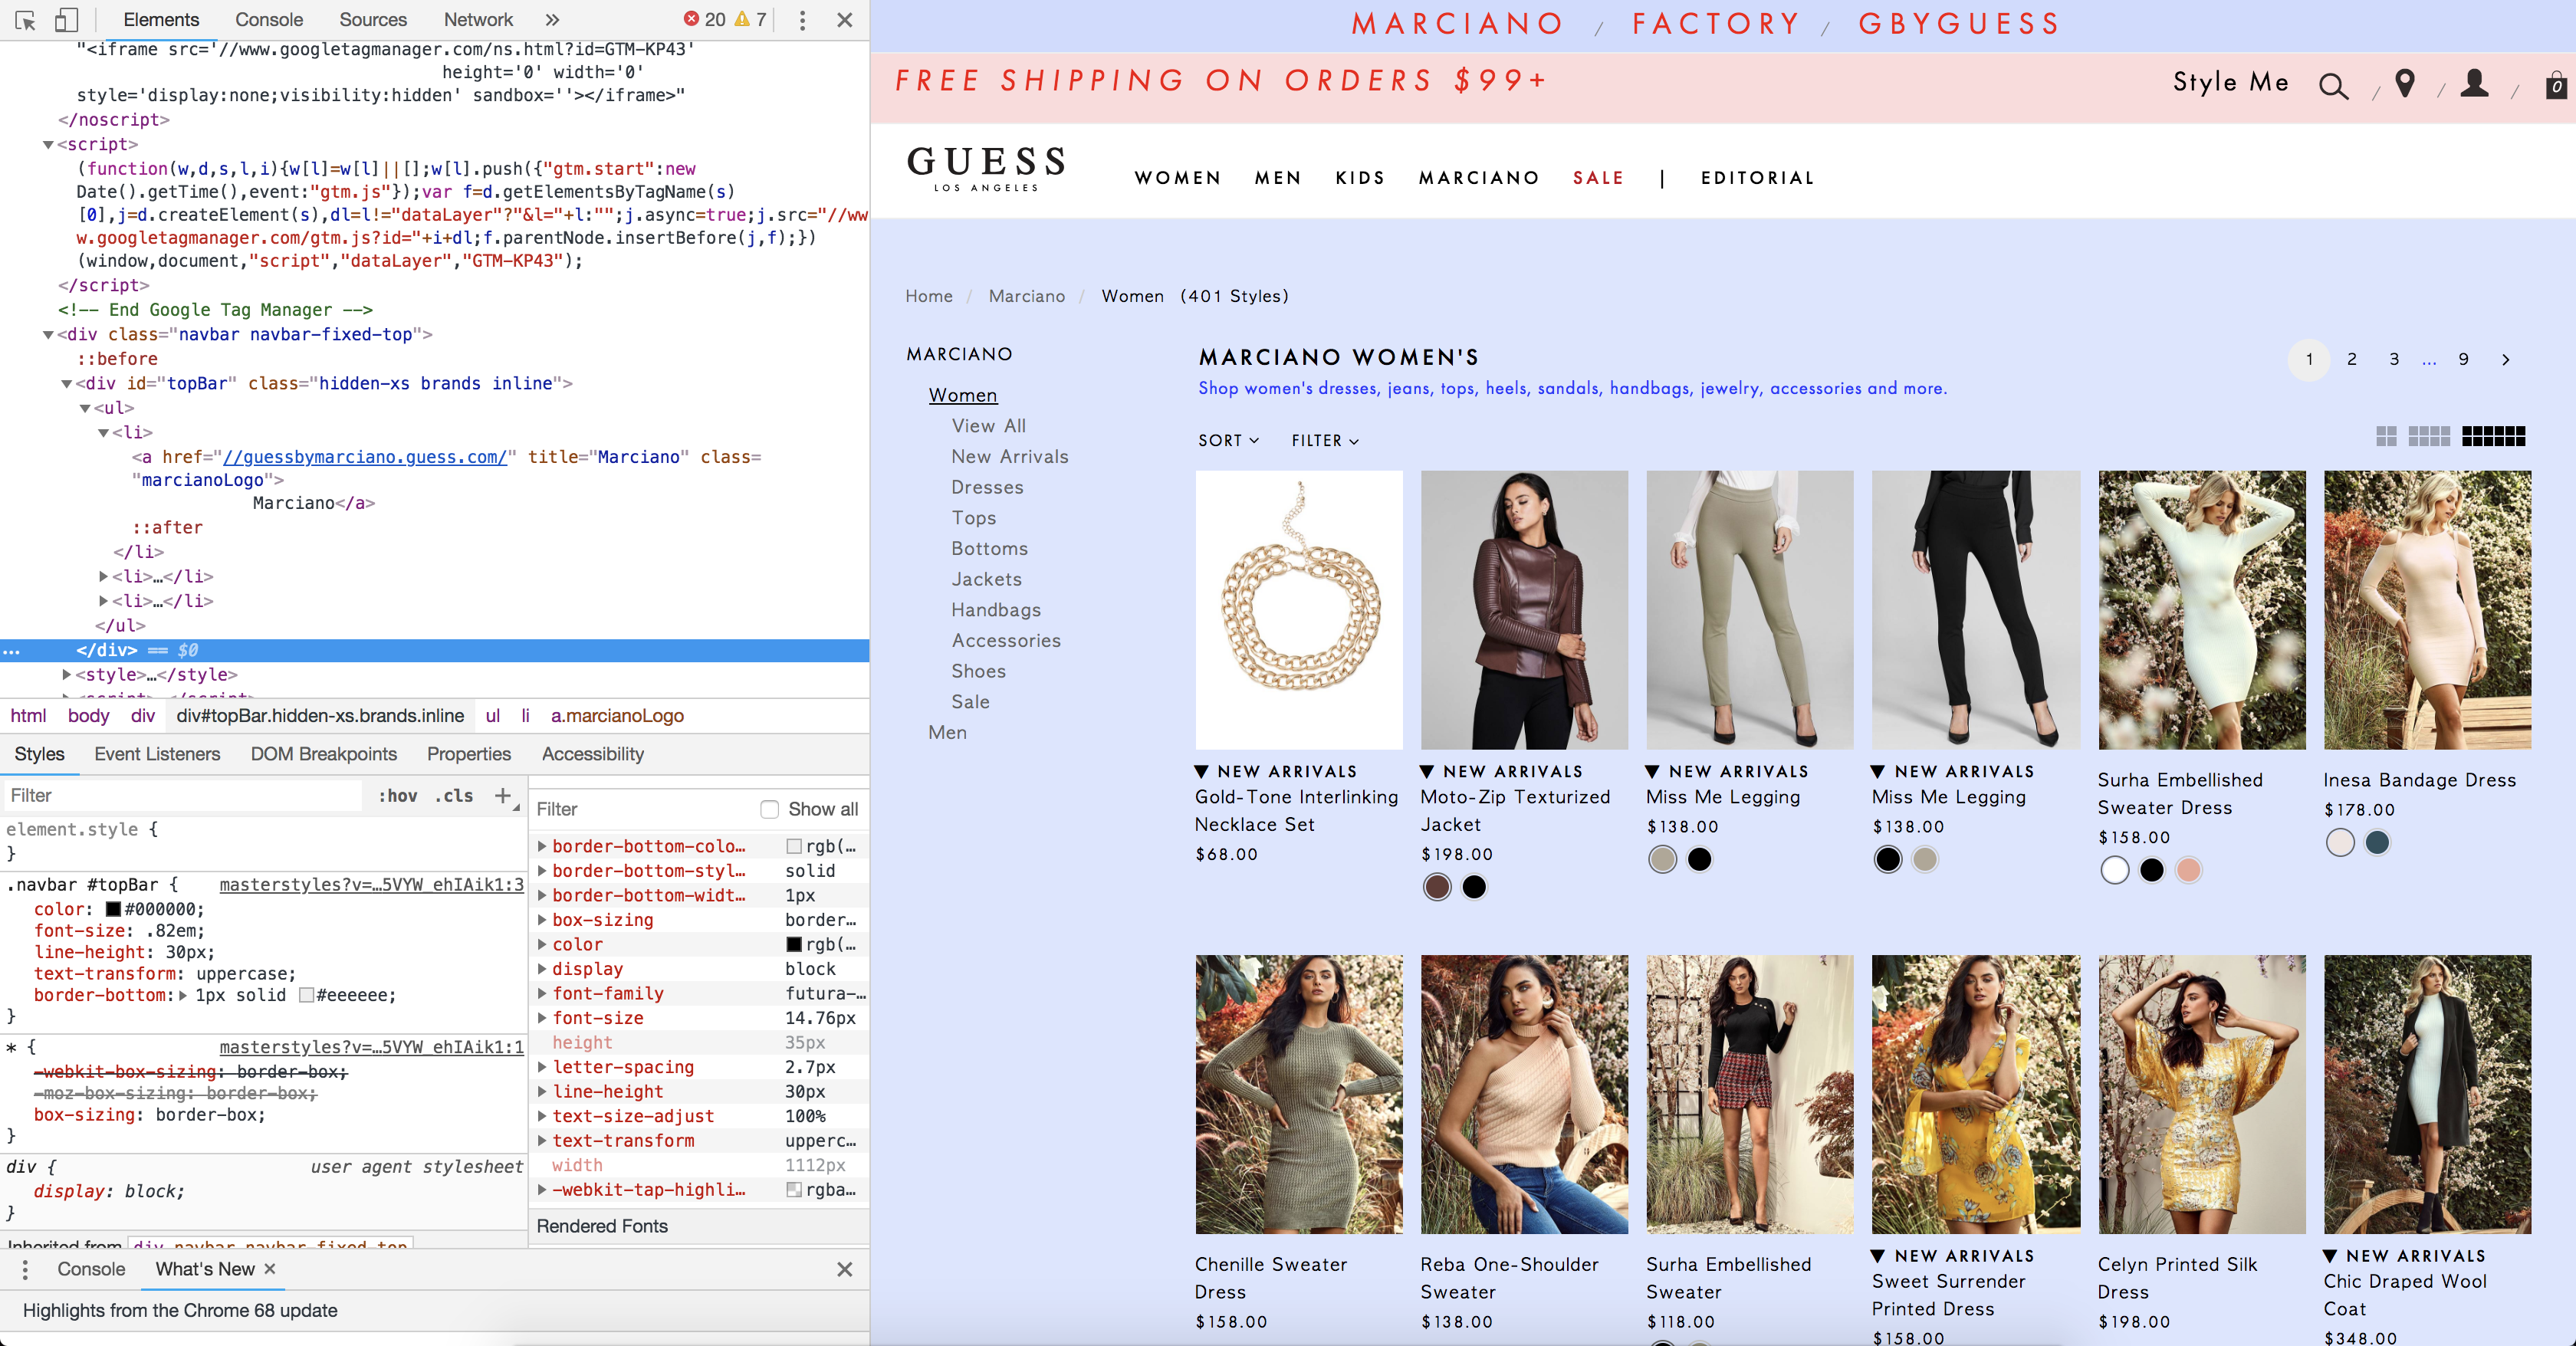 Elements Console Sources Network » 20 7
"<iframe src='//www.googletagmanager.com/ns.html?id=GTM-KP43'
height='0' width='0'
style='display:none;visibility:hidden' sandbox=''></iframe>"
</noscript>
<script>
(function(w,d,s,l,i){w[l]=w[l]||[];w[l].push({"gtm.start":new
Date().getTime(),event:"gtm.js"});var f=d.getElementsByTagName(s)
[0],j=d.createElement(s),dl=l!="dataLayer"?"&l="+l:"";j.async=true;j.src="//ww
w.googletagmanager.com/gtm.js?id="+i+dl;f.parentNode.insertBefore(j,f);})
(window,document,"script","dataLayer","GTM-KP43");
</script>
<!-- End Google Tag Manager -->
<div class="navbar navbar-fixed-top">
::before
<div id="topBar" class="hidden-xs brands inline">
<ul>
<li>
<a href="//guessbymarciano.guess.com/" title="Marciano" class=
"marcianoLogo">
Marciano</a>
::after
</li>
<li>…</li>
<li>…</li>
</ul>
… </div> == $0
<style>…</style>
html body div div#topBar.hidden-xs.brands.inline ul li a.marcianoLogo
Styles Event Listeners DOM Breakpoints Properties Accessibility
Filter :hov .cls +
element.style {
}
.navbar #topBar { masterstyles?v=…5VYW_ehIAik1:3
color: #000000;
font-size: .82em;
line-height: 30px;
text-transform: uppercase;
border-bottom: 1px solid #eeeeee;
}
* { masterstyles?v=…5VYW_ehIAik1:1
-webkit-box-sizing: border-box;
-moz-box-sizing: border-box;
box-sizing: border-box;
}
div { user agent stylesheet
display: block;
}
Inherited from div.navbar.navbar-fixed-top
Filter Show all
border-bottom-colo… rgb(…
border-bottom-styl… solid
border-bottom-widt… 1px
box-sizing border…
color rgb(…
display block
font-family futura-…
font-size 14.76px
height 35px
letter-spacing 2.7px
line-height 30px
text-size-adjust 100%
text-transform upperc…
width 1112px
-webkit-tap-highli… rgba…
Rendered Fonts
Console What's New ×
Highlights from the Chrome 68 update
MARCIANO / FACTORY / GBYGUESS
FREE SHIPPING ON ORDERS $99+
Style Me / / / 0
GUESS
LOS ANGELES
WOMEN MEN KIDS MARCIANO SALE | EDITORIAL
Home / Marciano / Women (401 Styles)
MARCIANO
Women
View All
New Arrivals
Dresses
Tops
Bottoms
Jackets
Handbags
Accessories
Shoes
Sale
Men
MARCIANO WOMEN'S
1 2 3 ... 9 >
Shop women's dresses, jeans, tops, heels, sandals, handbags, jewelry, accessories and more.
SORT FILTER
NEW ARRIVALS
Gold-Tone Interlinking
Necklace Set
$68.00
NEW ARRIVALS
Moto-Zip Texturized
Jacket
$198.00
NEW ARRIVALS
Miss Me Legging
$138.00
NEW ARRIVALS
Miss Me Legging
$138.00
Surha Embellished
Sweater Dress
$158.00
Inesa Bandage Dress
$178.00
Chenille Sweater
Dress
$158.00
Reba One-Shoulder
Sweater
$138.00
Surha Embellished
Sweater
$118.00
NEW ARRIVALS
Sweet Surrender
Printed Dress
$158.00
Celyn Printed Silk
Dress
$198.00
NEW ARRIVALS
Chic Draped Wool
Coat
$348.00